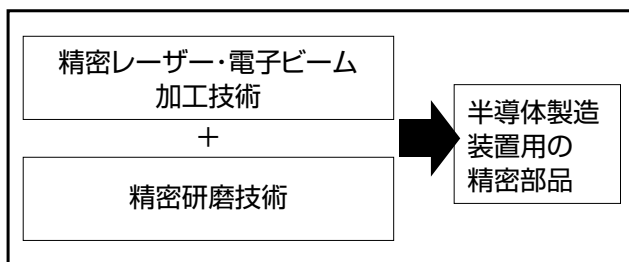 精密レーザー・電子ビーム
加工技術
＋
精密研磨技術
半導体製造
装置用の
精密部品